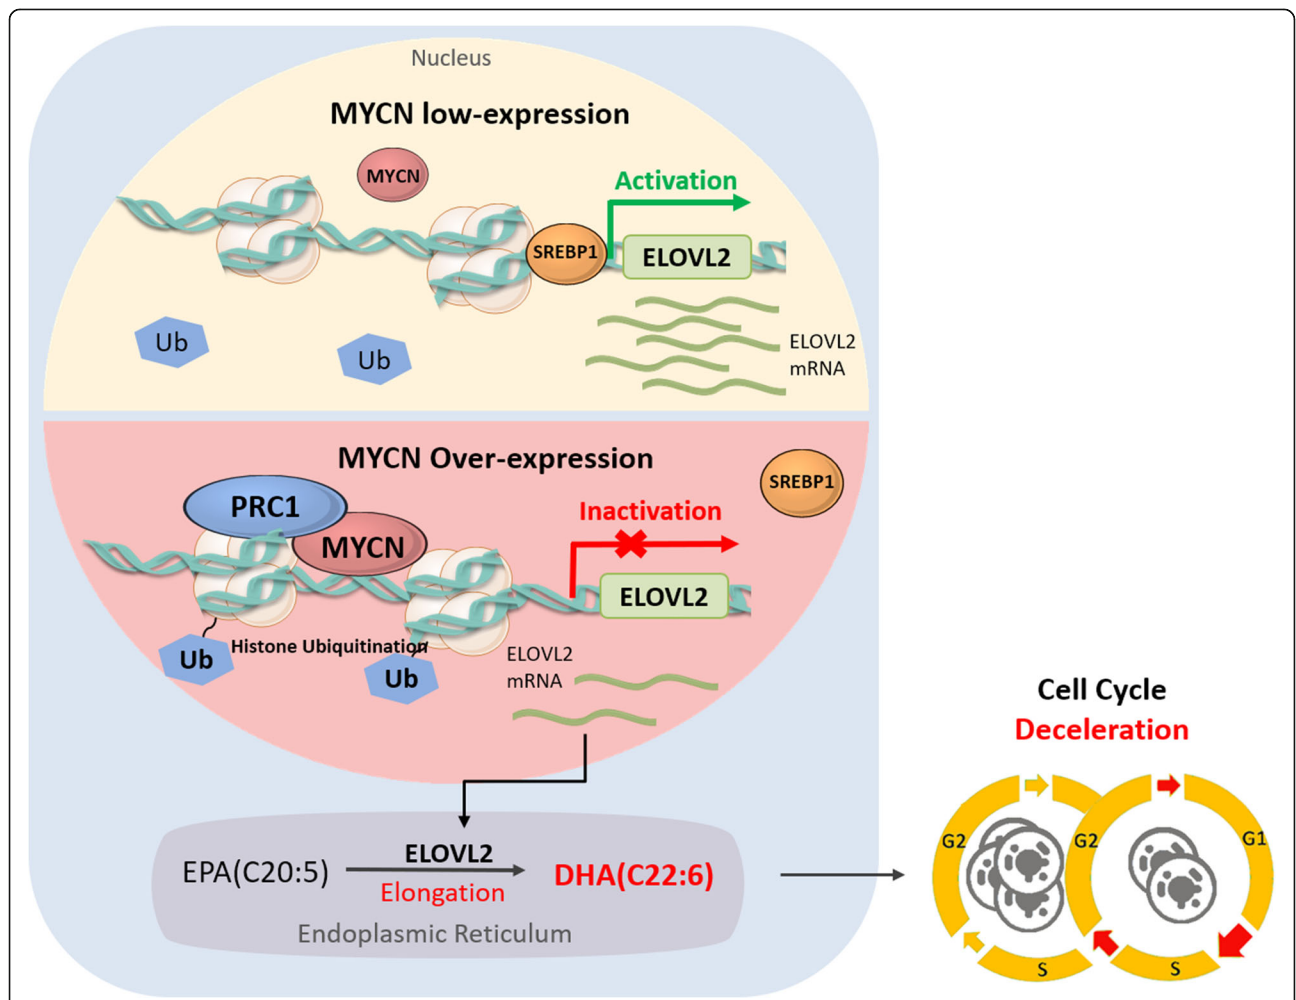 Nucleus
MYCN low-expression
MYCN
Activation
SREBP1
ELOVL2
Ub
Ub
ELOVL2
mRNA
MYCN Over-expression
SREBP1
PRC1
Inactivation
MYCN
ELOVL2
Histone Ubiquitination
Ub
Ub
ELOVL2
mRNA
Cell Cycle
Deceleration
G2
G2
G1
S
S
EPA(C20:5)
ELOVL2
Elongation
DHA(C22:6)
Endoplasmic Reticulum